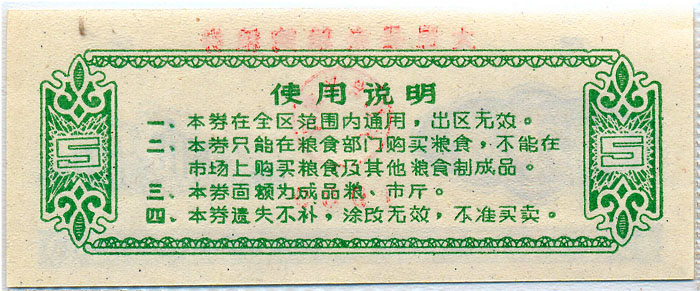 使用说明
一、本券在全区范围内通用，出区无效。
二、本券只能在粮食部门购买粮食，不能在
市场上购买粮食及其他粮食制成品。
三、本券面额为成品粮、市斤。
四、本券遗失不补，涂改无效，不准买卖。
5 5